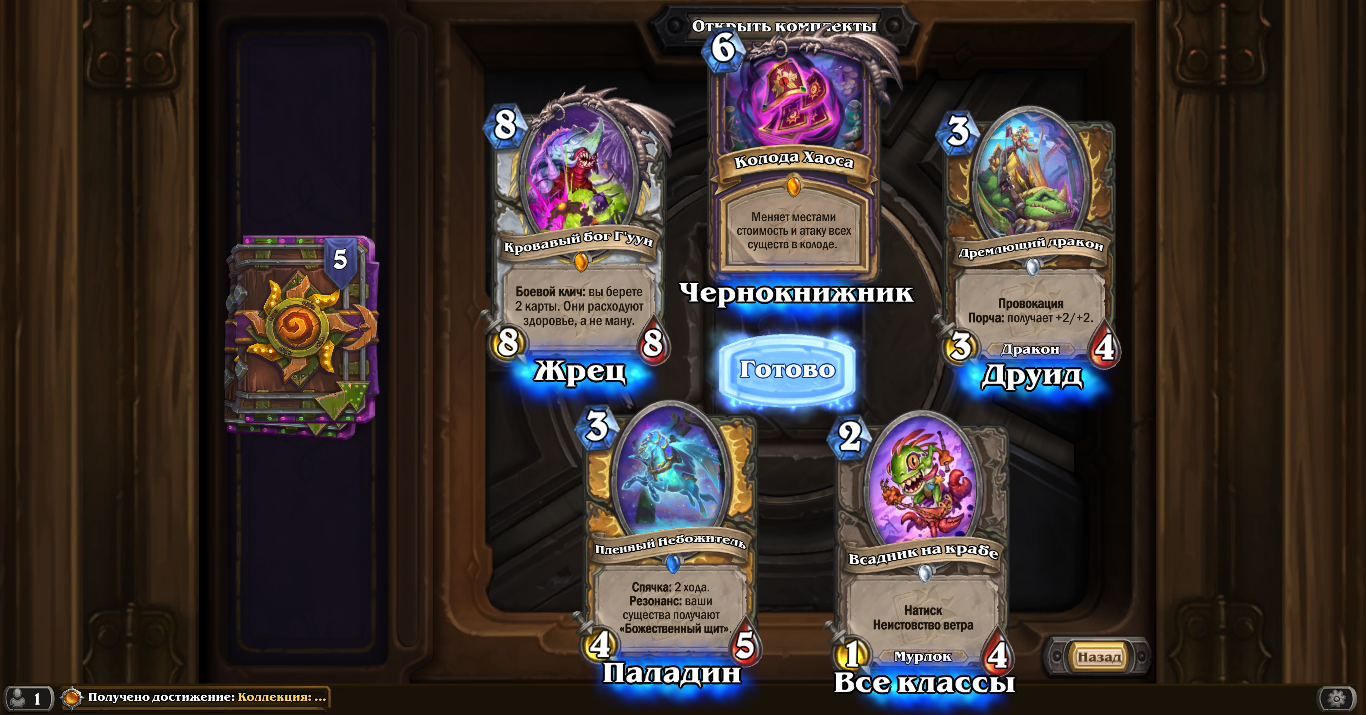 Открыть комплекты
6
Колода Хаоса
Меняет местами
стоимость и атаку всех
существ в колоде.
Чернокнижник
8
Кровавый бог Г'уун
Боевой клич: вы берете
2 карты. Они расходуют
здоровье, а не ману.
8
8
Жрец
3
Дремлющий дракон
Провокация
Порча: получает +2/+2.
3
Дракон
4
Друид
5
Готово
3
Пленный Небожитель
Спячка: 2 хода.
Резонанс: ваши
существа получают
«Божественный щит».
4
5
Паладин
2
Всадник на крабе
Натиск
Неистовство ветра
1
Мурлок
4
Все классы
Назад
1
Получено достижение: Коллекция: ...